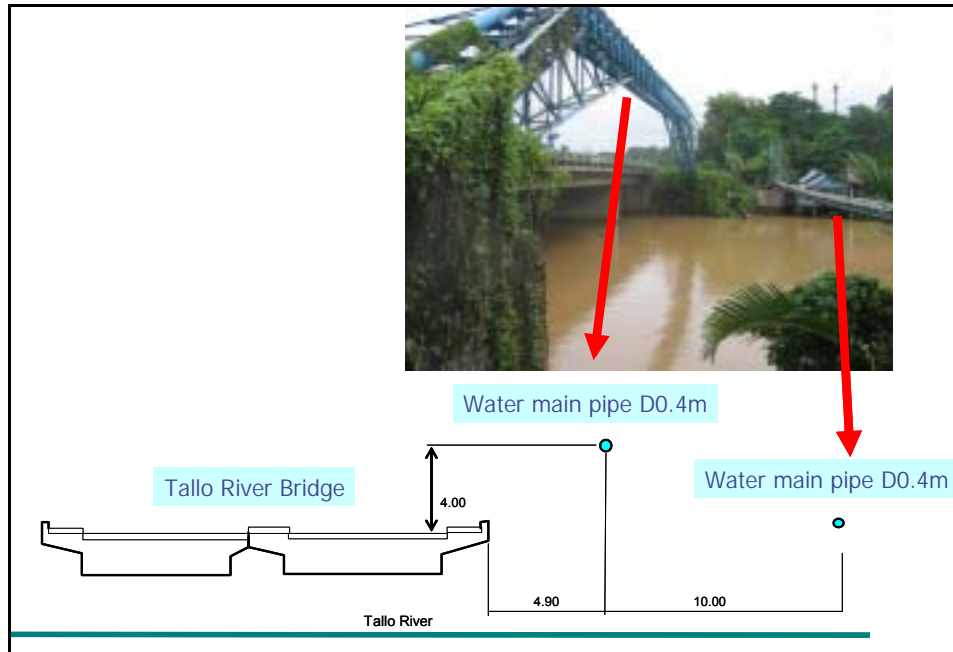 Water main pipe D0.4m
Water main pipe D0.4m
Tallo River Bridge
4.00
4.90
10.00
Tallo River